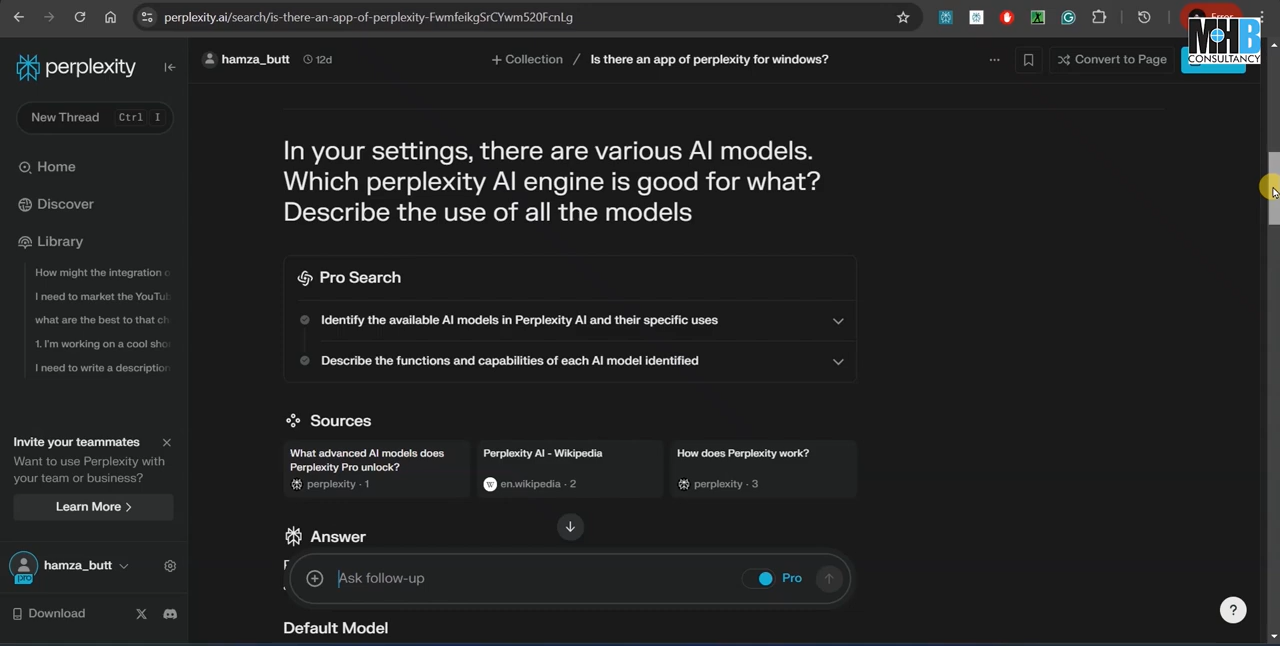 perplexity.ai/search/is-there-an-app-of-perplexity-FwmfeikgSrCYwm520FcnLg
Error
MHB
CONSULTANCY
perplexity
hamza_butt
12d
+ Collection / Is there an app of perplexity for windows?
Convert to Page
New Thread Ctrl I
Home
Discover
Library
How might the integration o
I need to market the YouTub
what are the best to that ch
1. I'm working on a cool sho
I need to write a description
Invite your teammates
Want to use Perplexity with
your team or business?
Learn More
hamza_butt
pro
Download
In your settings, there are various AI models.
Which perplexity AI engine is good for what?
Describe the use of all the models
Pro Search
Identify the available AI models in Perplexity AI and their specific uses
Describe the functions and capabilities of each AI model identified
Sources
What advanced AI models does
Perplexity Pro unlock?
perplexity · 1
Perplexity AI - Wikipedia
en.wikipedia · 2
How does Perplexity work?
perplexity · 3
Answer
Ask follow-up
Pro
Default Model
?